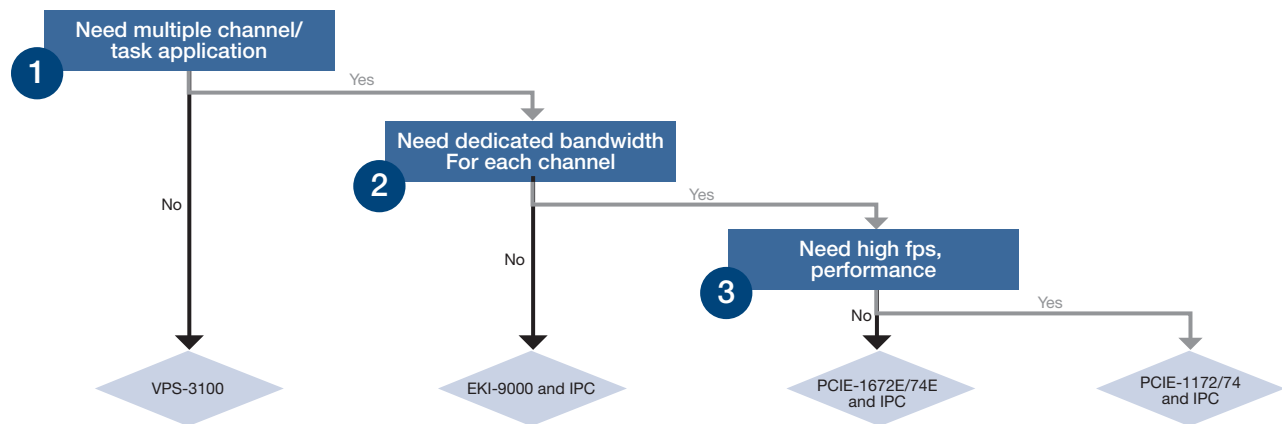 Need multiple channel/
task application
1
Yes
Need dedicated bandwidth
For each channel
2
No
Yes
Need high fps,
performance
3
No
Yes
No
VPS-3100
EKI-9000 and IPC
PCIE-1672E/74E
and IPC
PCIE-1172/74
and IPC